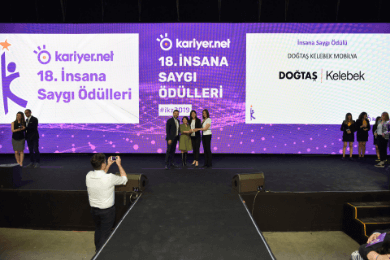 kariyer.net
18. İnsana
Saygı Ödülleri
kariyer.net
18. İNSANA
SAYGI
ÖDÜLLERİ
#iko2019
İnsana Saygı Ödülü
DOĞTAŞ KELEBEK MOBİLYA
DOĞTAŞ | Kelebek